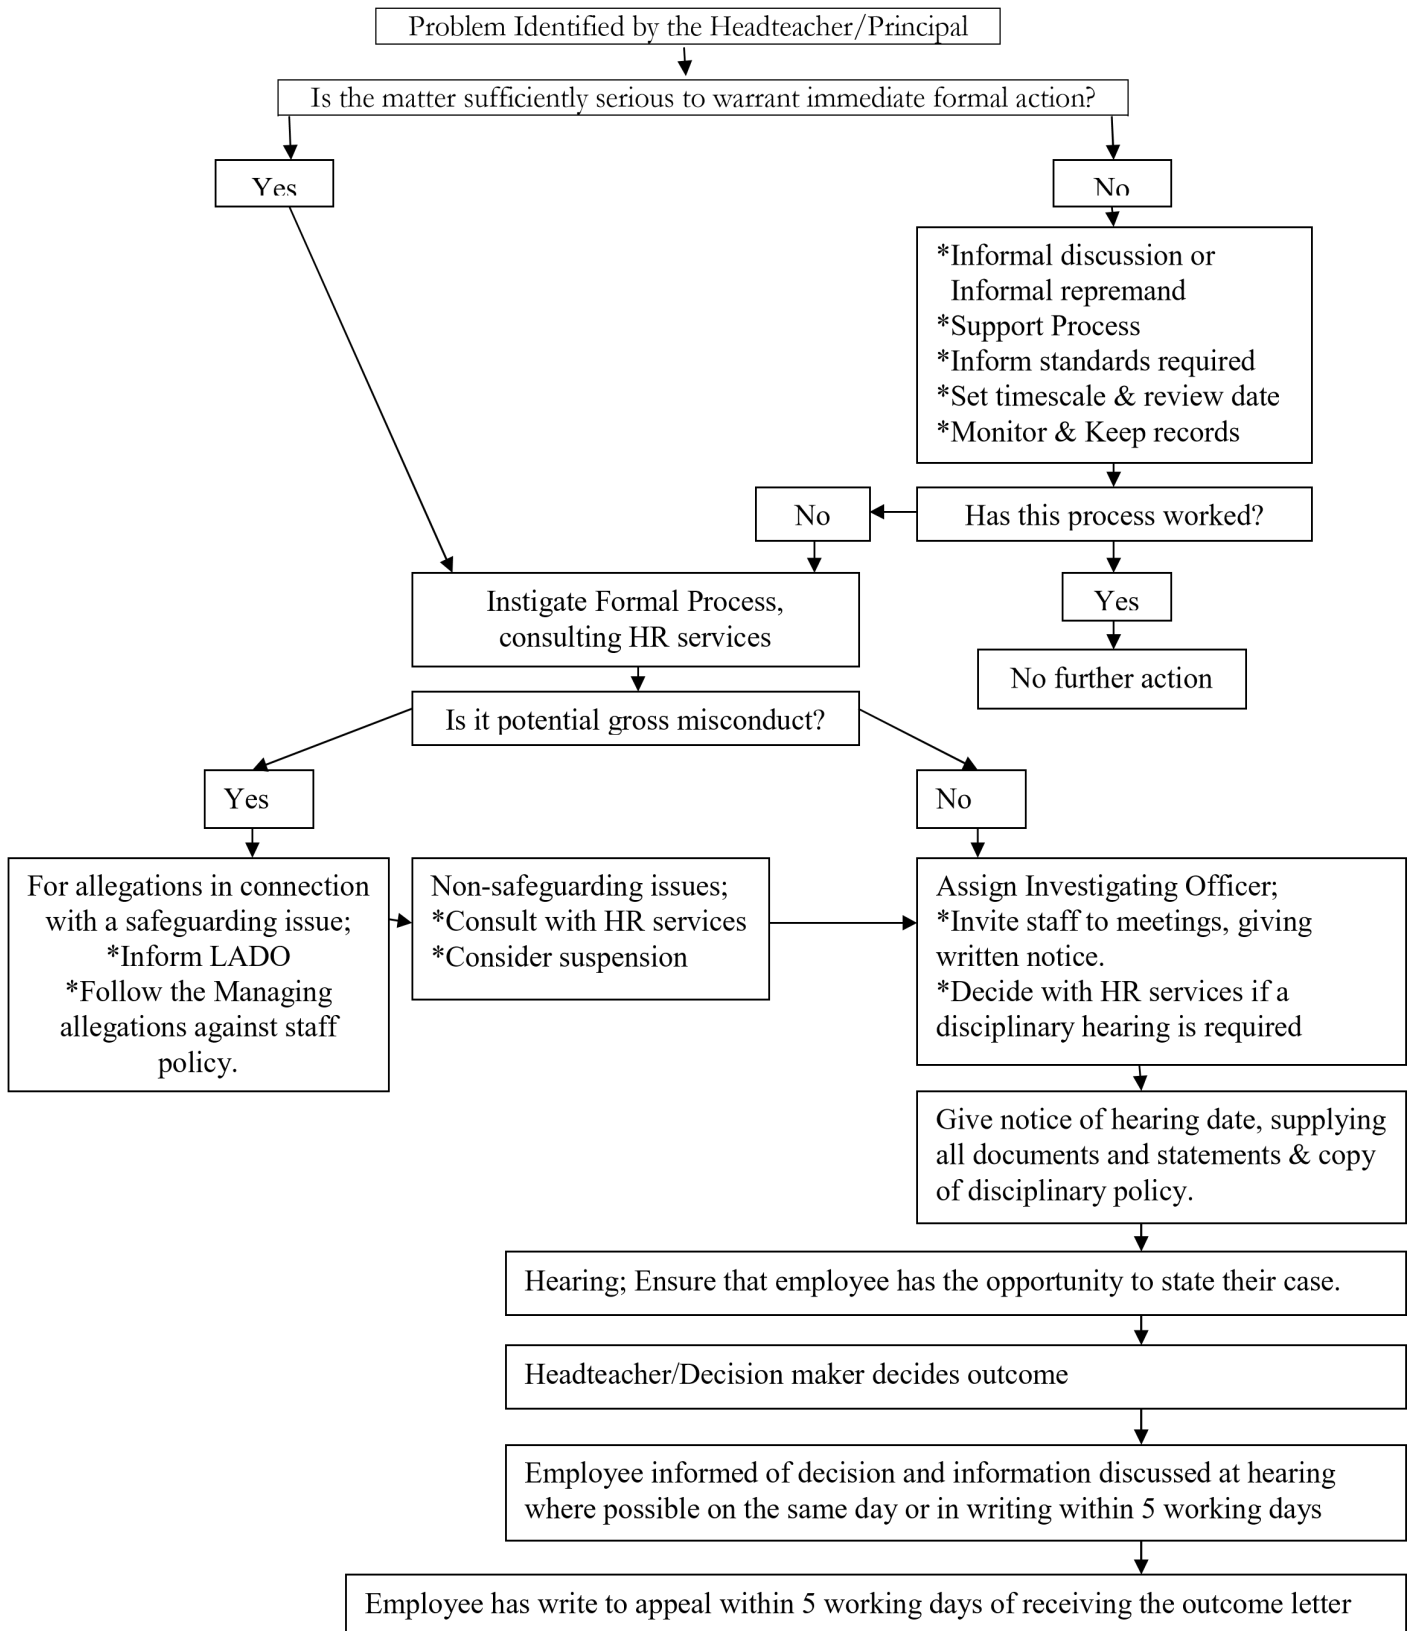 Problem Identified by the Headteacher/Principal
Is the matter sufficiently serious to warrant immediate formal action?
Yes
No
*Informal discussion or
Informal repremand
*Support Process
*Inform standards required
*Set timescale & review date
*Monitor & Keep records
No
Has this process worked?
Instigate Formal Process,
consulting HR services
Yes
No further action
Is it potential gross misconduct?
Yes
No
For allegations in connection
with a safeguarding issue;
*Inform LADO
*Follow the Managing
allegations against staff
policy.
Non-safeguarding issues;
*Consult with HR services
*Consider suspension
Assign Investigating Officer;
*Invite staff to meetings, giving
written notice.
*Decide with HR services if a
disciplinary hearing is required
Give notice of hearing date, supplying
all documents and statements & copy
of disciplinary policy.
Hearing; Ensure that employee has the opportunity to state their case.
Headteacher/Decision maker decides outcome
Employee informed of decision and information discussed at hearing
where possible on the same day or in writing within 5 working days
Employee has write to appeal within 5 working days of receiving the outcome letter